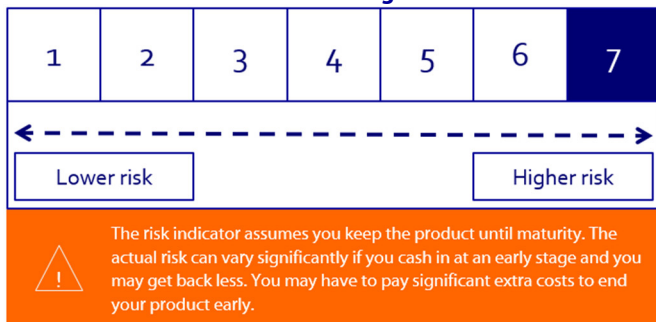 1 2 3 4 5 6 7
Lower risk Higher risk
!
The risk indicator assumes you keep the product until maturity. The
actual risk can vary significantly if you cash in at an early stage and you
may get back less. You may have to pay significant extra costs to end
your product early.